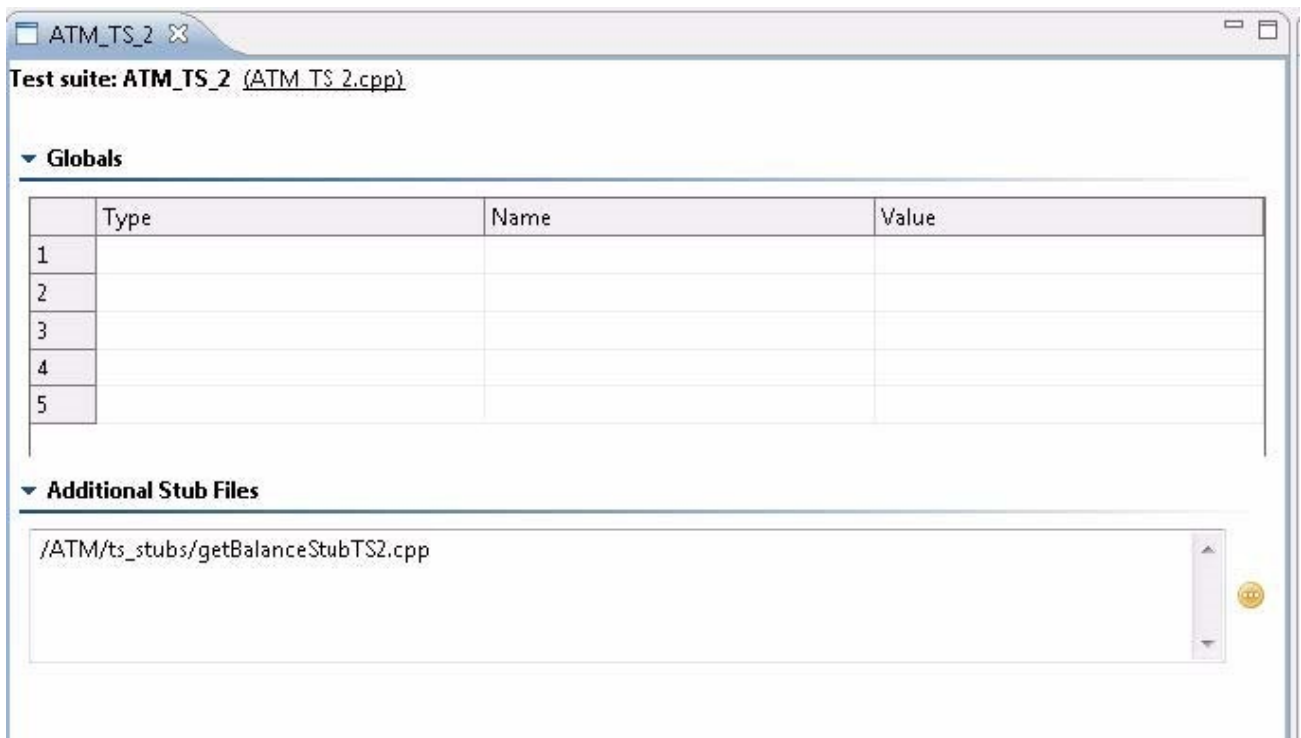 ATM_TS_2
Test suite: ATM_TS_2 (ATM_TS_2.cpp)
Globals
Type Name Value
1
2
3
4
5
Additional Stub Files
/ATM/ts_stubs/getBalanceStubTS2.cpp